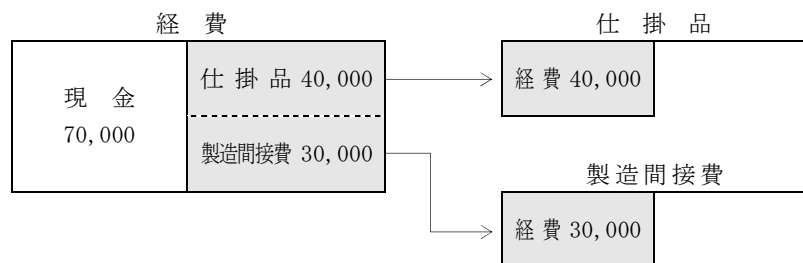 経 費
仕 掛 品
現 金
70,000
仕 掛 品 40,000
製造間接費 30,000
経 費 40,000
製造間接費
経 費 30,000